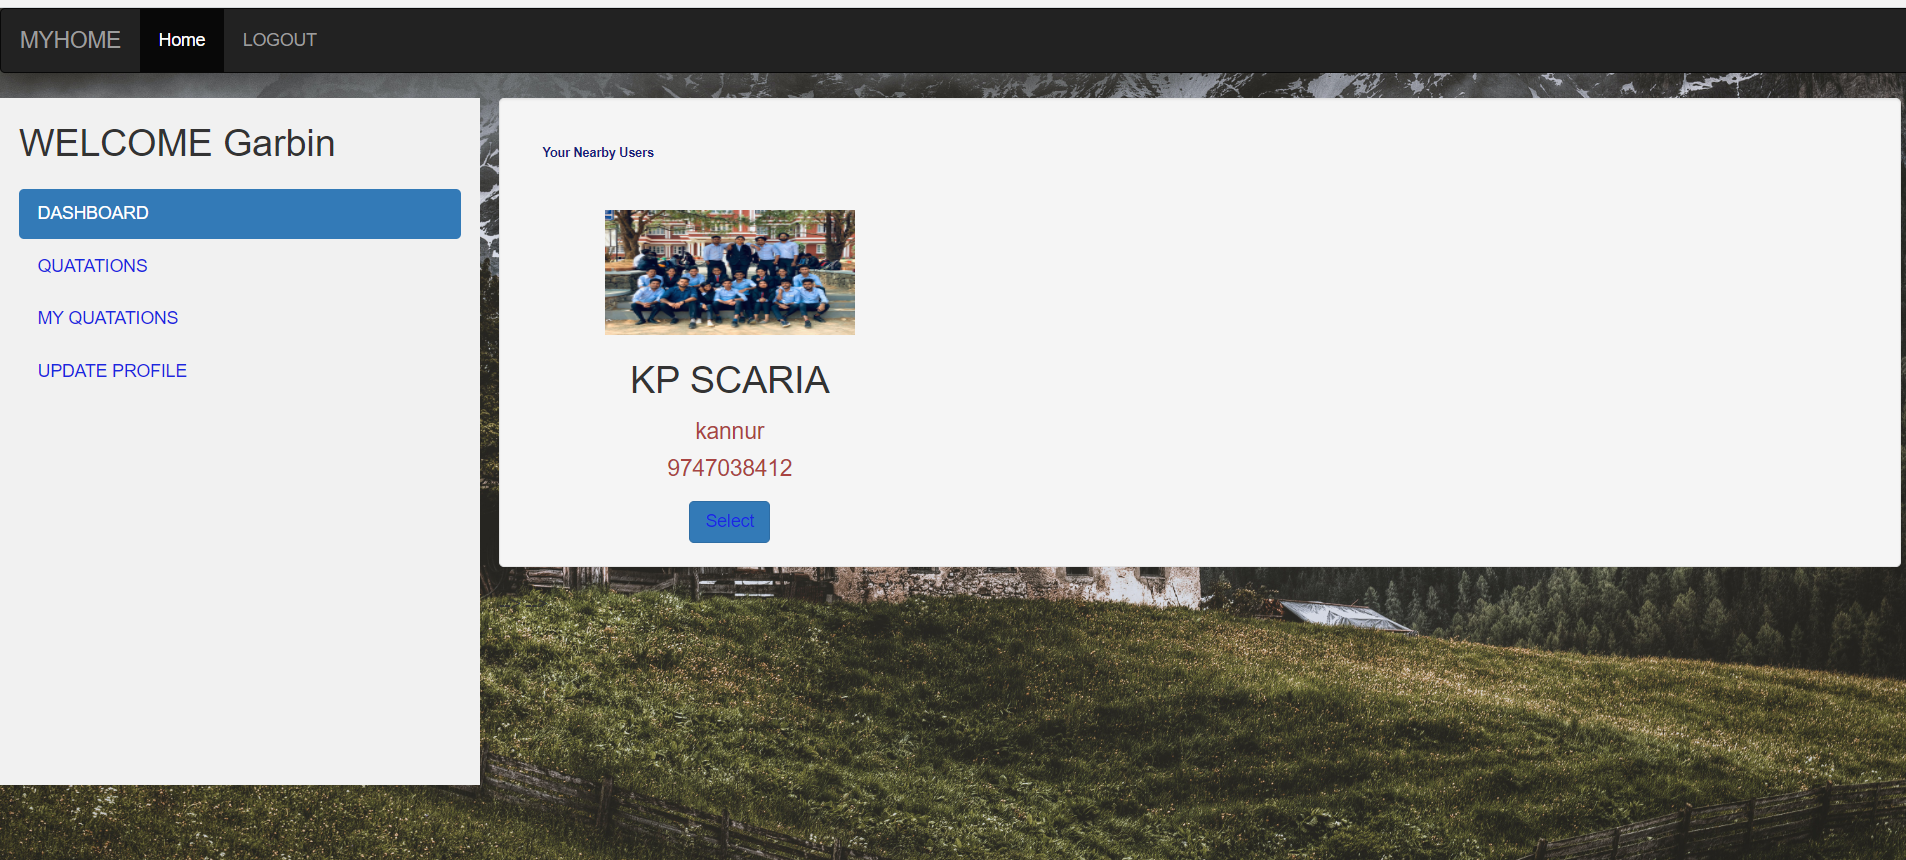 MYHOME Home LOGOUT
WELCOME Garbin
DASHBOARD
QUATATIONS
MY QUATATIONS
UPDATE PROFILE
Your Nearby Users
KP SCARIA
kannur
9747038412
Select